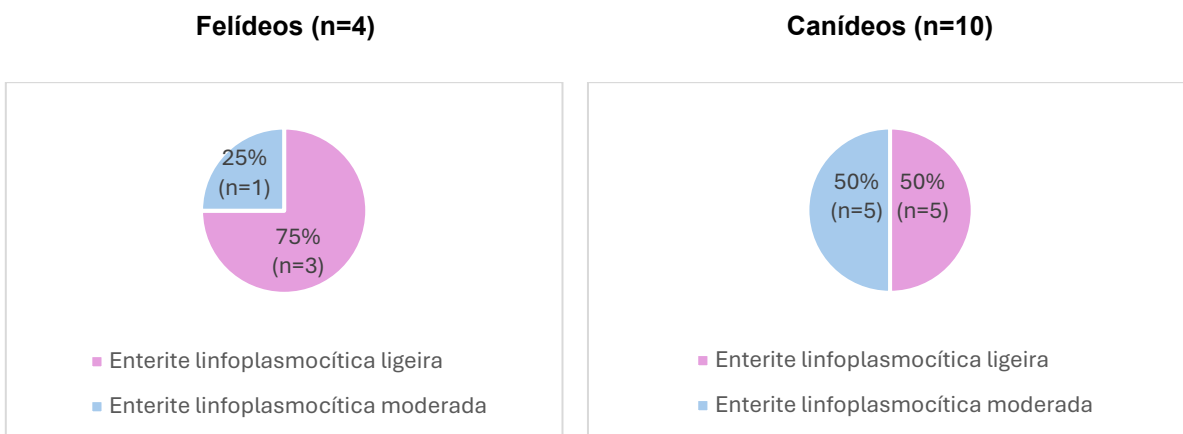 Felídeos (n=4)
25%
(n=1)
75%
(n=3)
Enterite linfoplasmocítica ligeira
Enterite linfoplasmocítica moderada
Canídeos (n=10)
50%
(n=5)
50%
(n=5)
Enterite linfoplasmocítica ligeira
Enterite linfoplasmocítica moderada